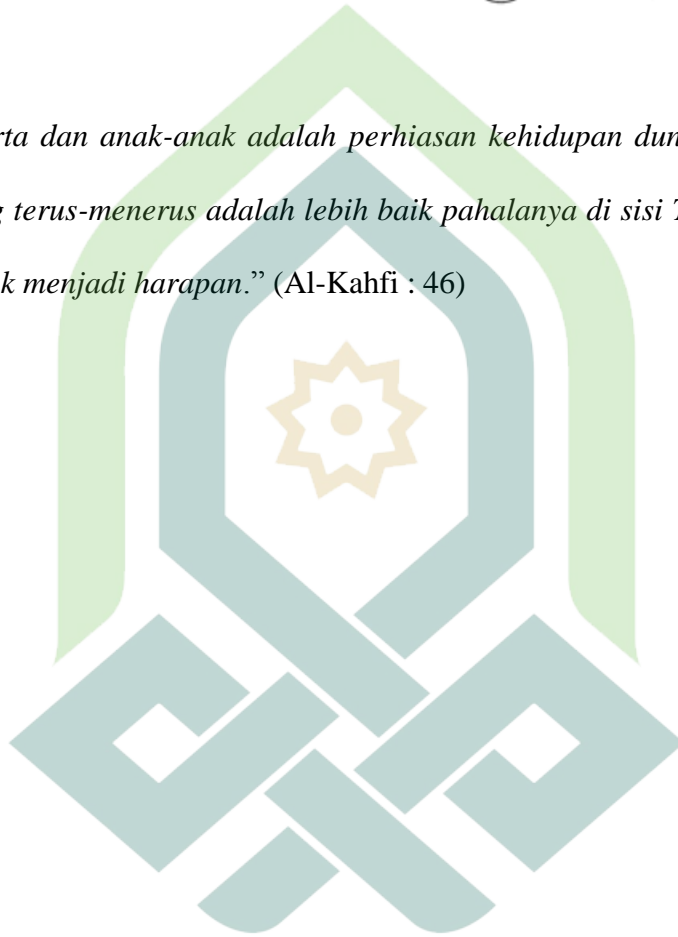 rta dan anak-anak adalah perhiasan kehidupan dun
g terus-menerus adalah lebih baik pahalanya di sisi T
k menjadi harapan.” (Al-Kahfi : 46)